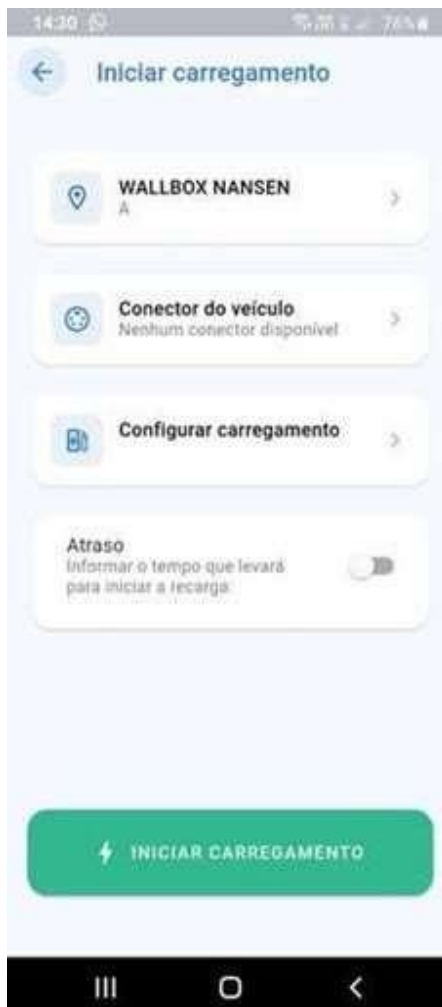 14:30
76%
Iniciar carregamento
WALLBOX NANSEN
A
Conector do veículo
Nenhum conector disponível
Configurar carregamento
Atraso
Informar o tempo que levará
para iniciar a recarga
INICIAR CARREGAMENTO